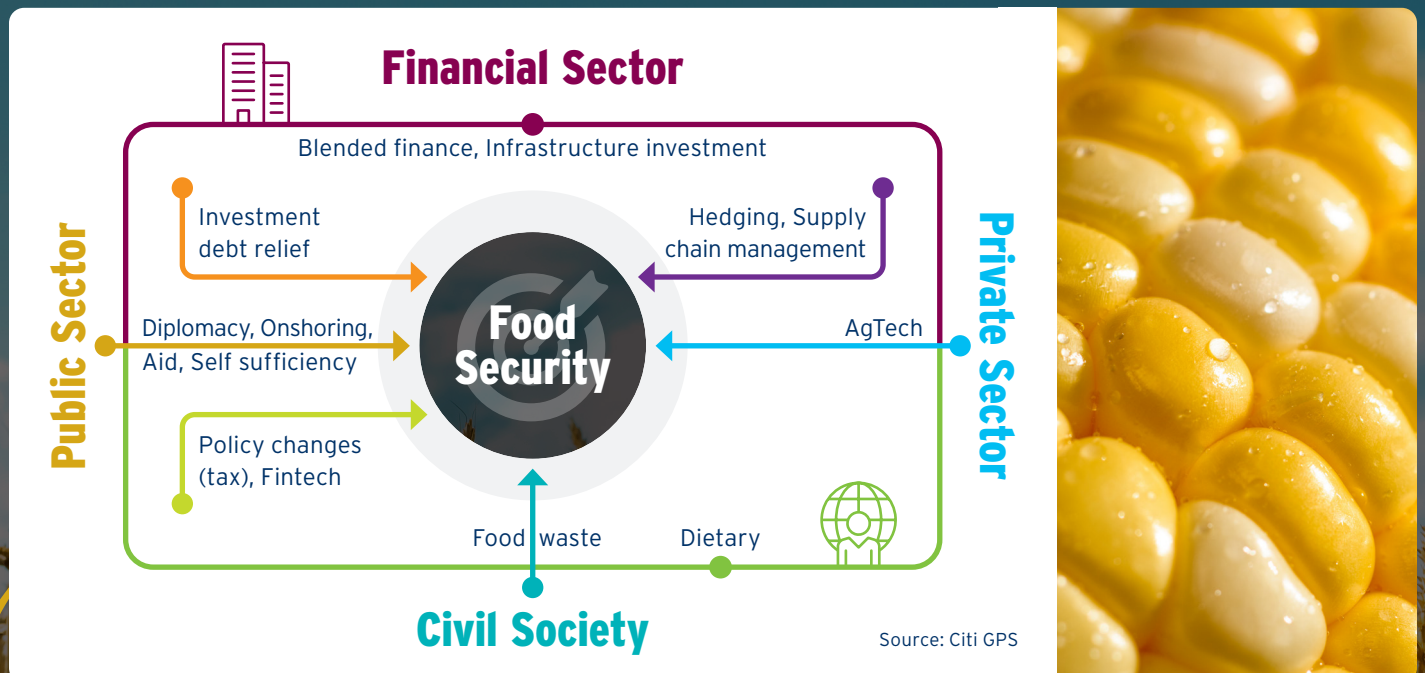 Financial Sector
Blended finance, Infrastructure investment
Investment
debt relief
Hedging, Supply
chain management
Public Sector
Diplomacy, Onshoring,
Aid, Self sufficiency
Food
Security
AgTech
Private Sector
Policy changes
(tax), Fintech
Food waste
Dietary
Civil Society
Source: Citi GPS